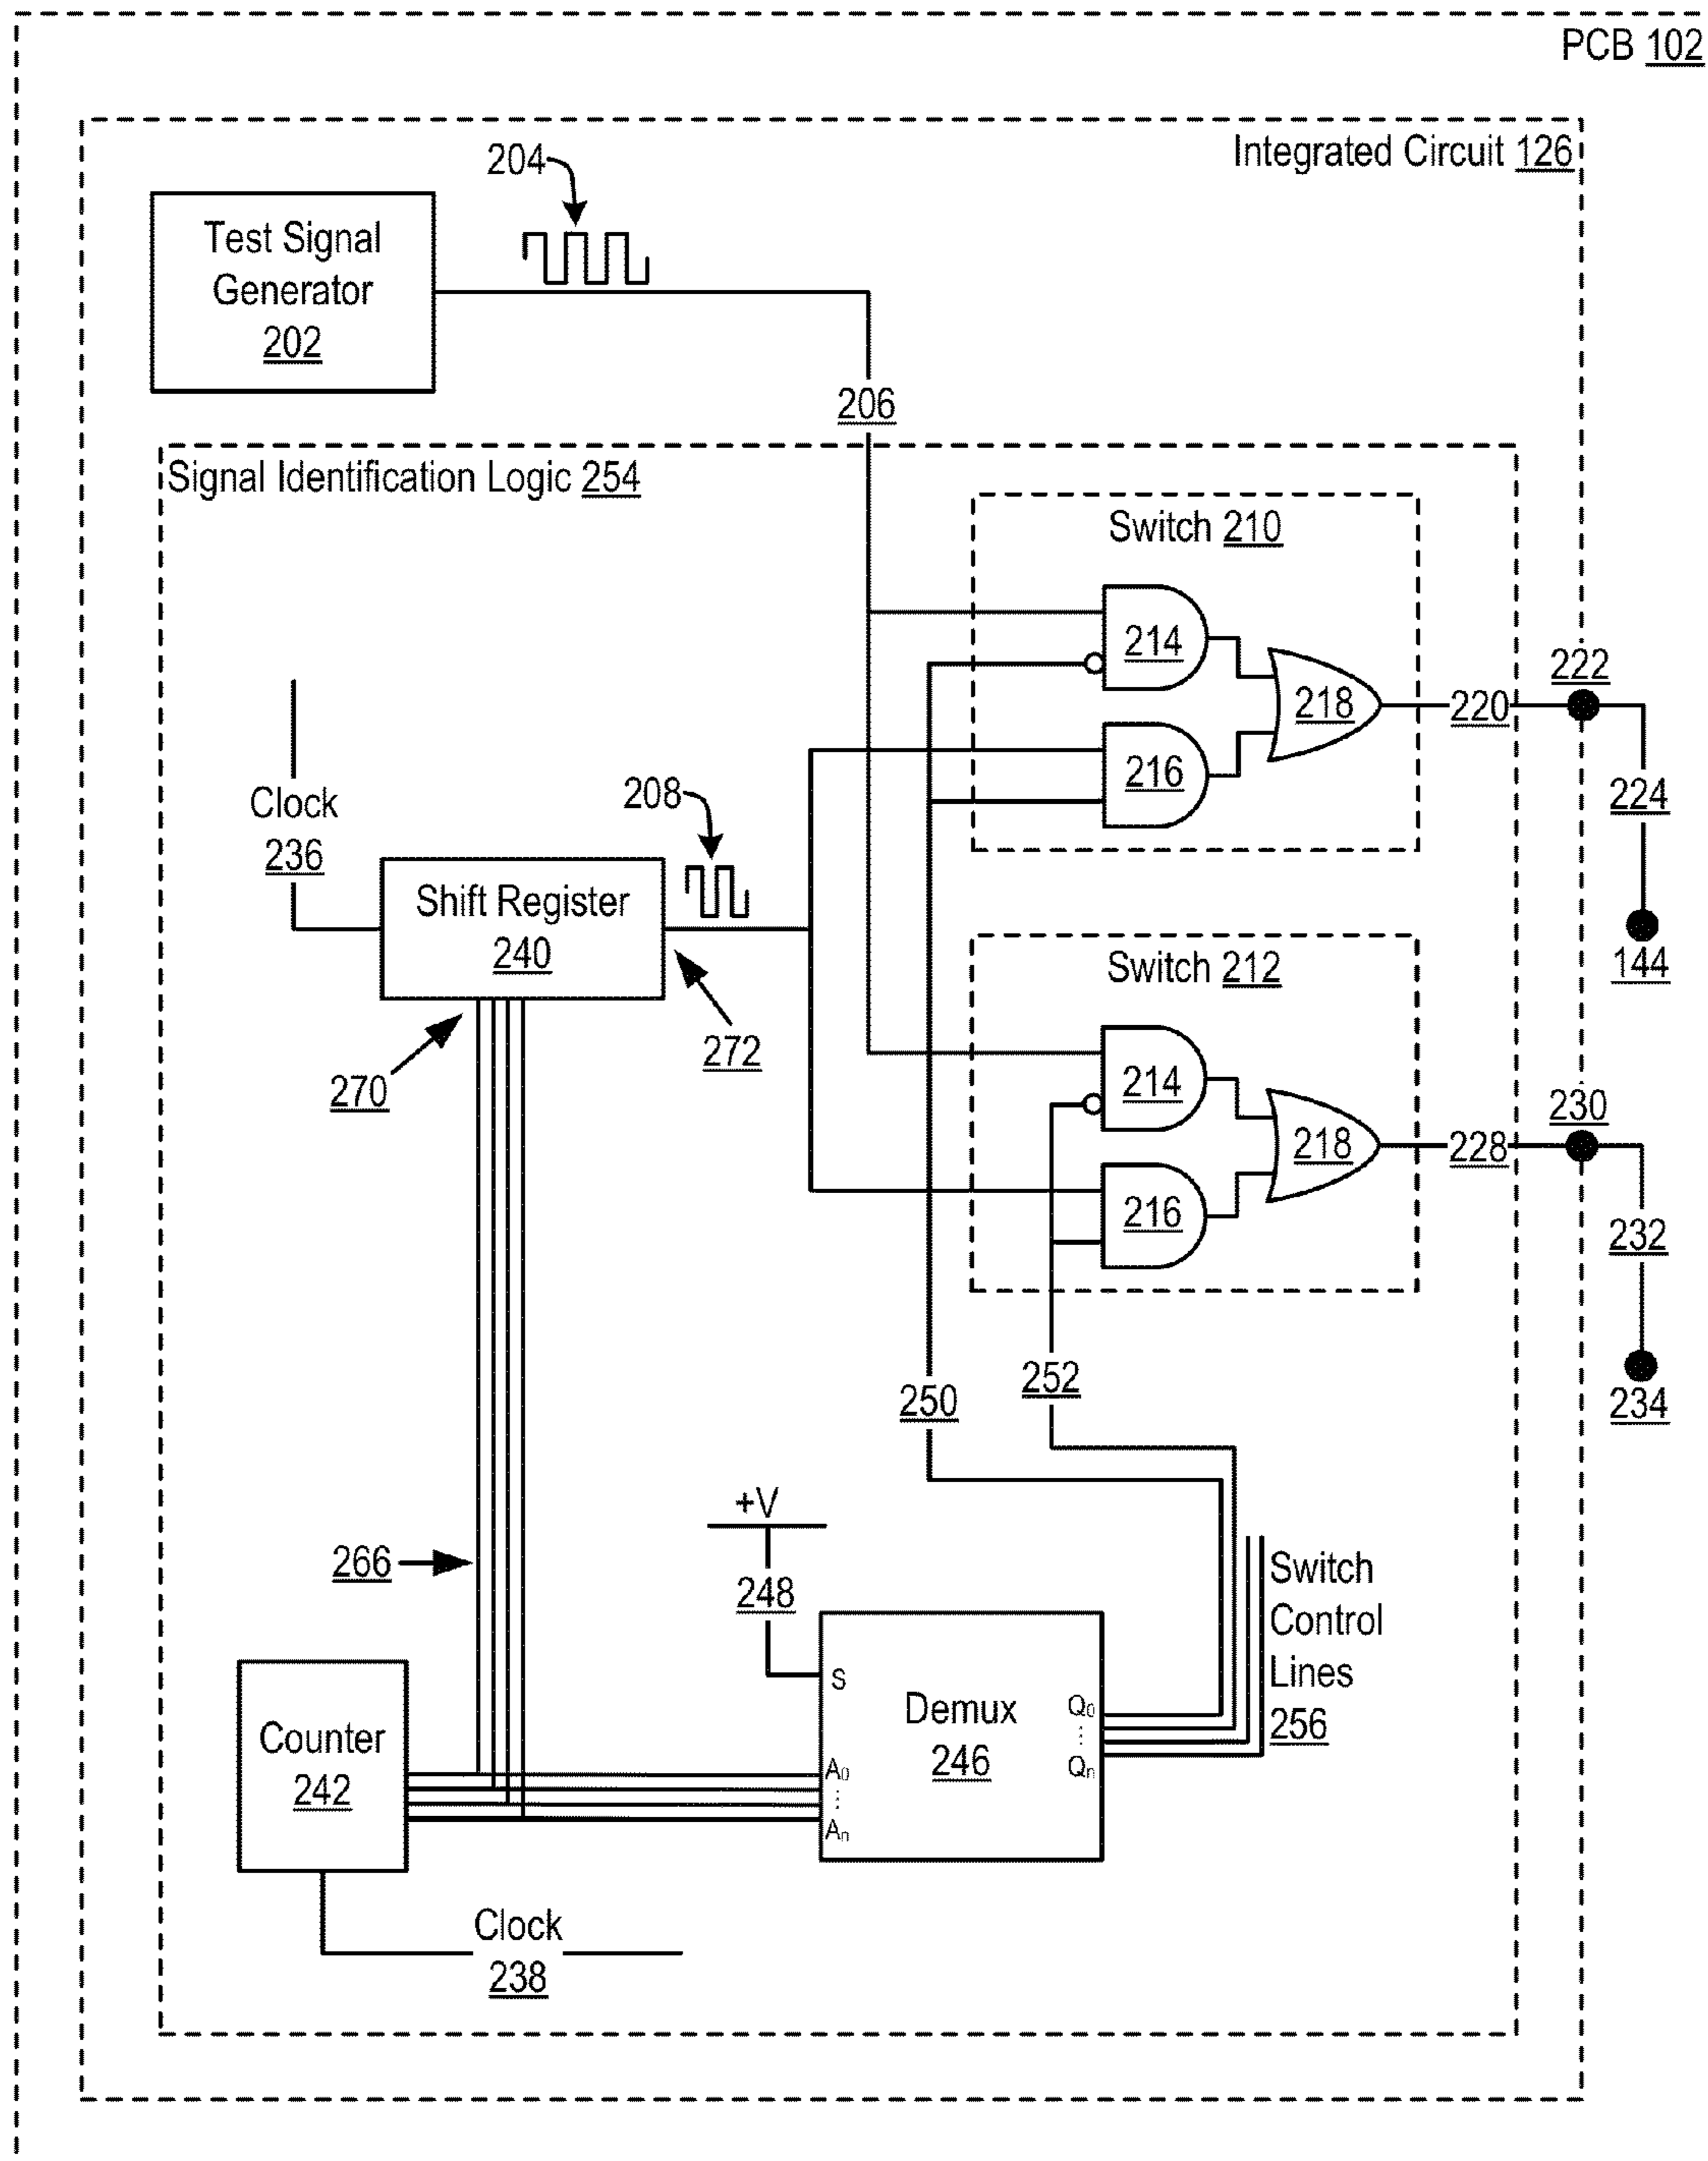 PCB 102
Integrated Circuit 126
204
Test Signal
Generator
202
206
Signal Identification Logic 254
Switch 210
214
216
218
220
222
224
144
Clock
236
208
Shift Register
240
270
272
Switch 212
214
216
218
228
230
232
234
250
252
266
+V
248
Switch
Control
Lines
256
S
Demux
246
Q0
⋮
Qn
A0
⋮
An
Counter
242
Clock
238